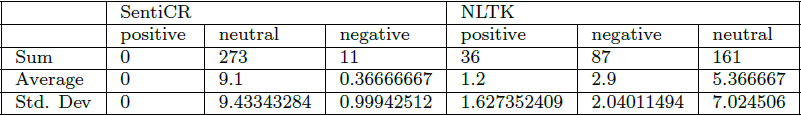 SentiCR NLTK
positive neutral negative positive negative neutral
Sum 0 273 11 36 87 161
Average 0 9.1 0.36666667 1.2 2.9 5.366667
Std. Dev 0 9.43343284 0.99942512 1.627352409 2.04011494 7.024506